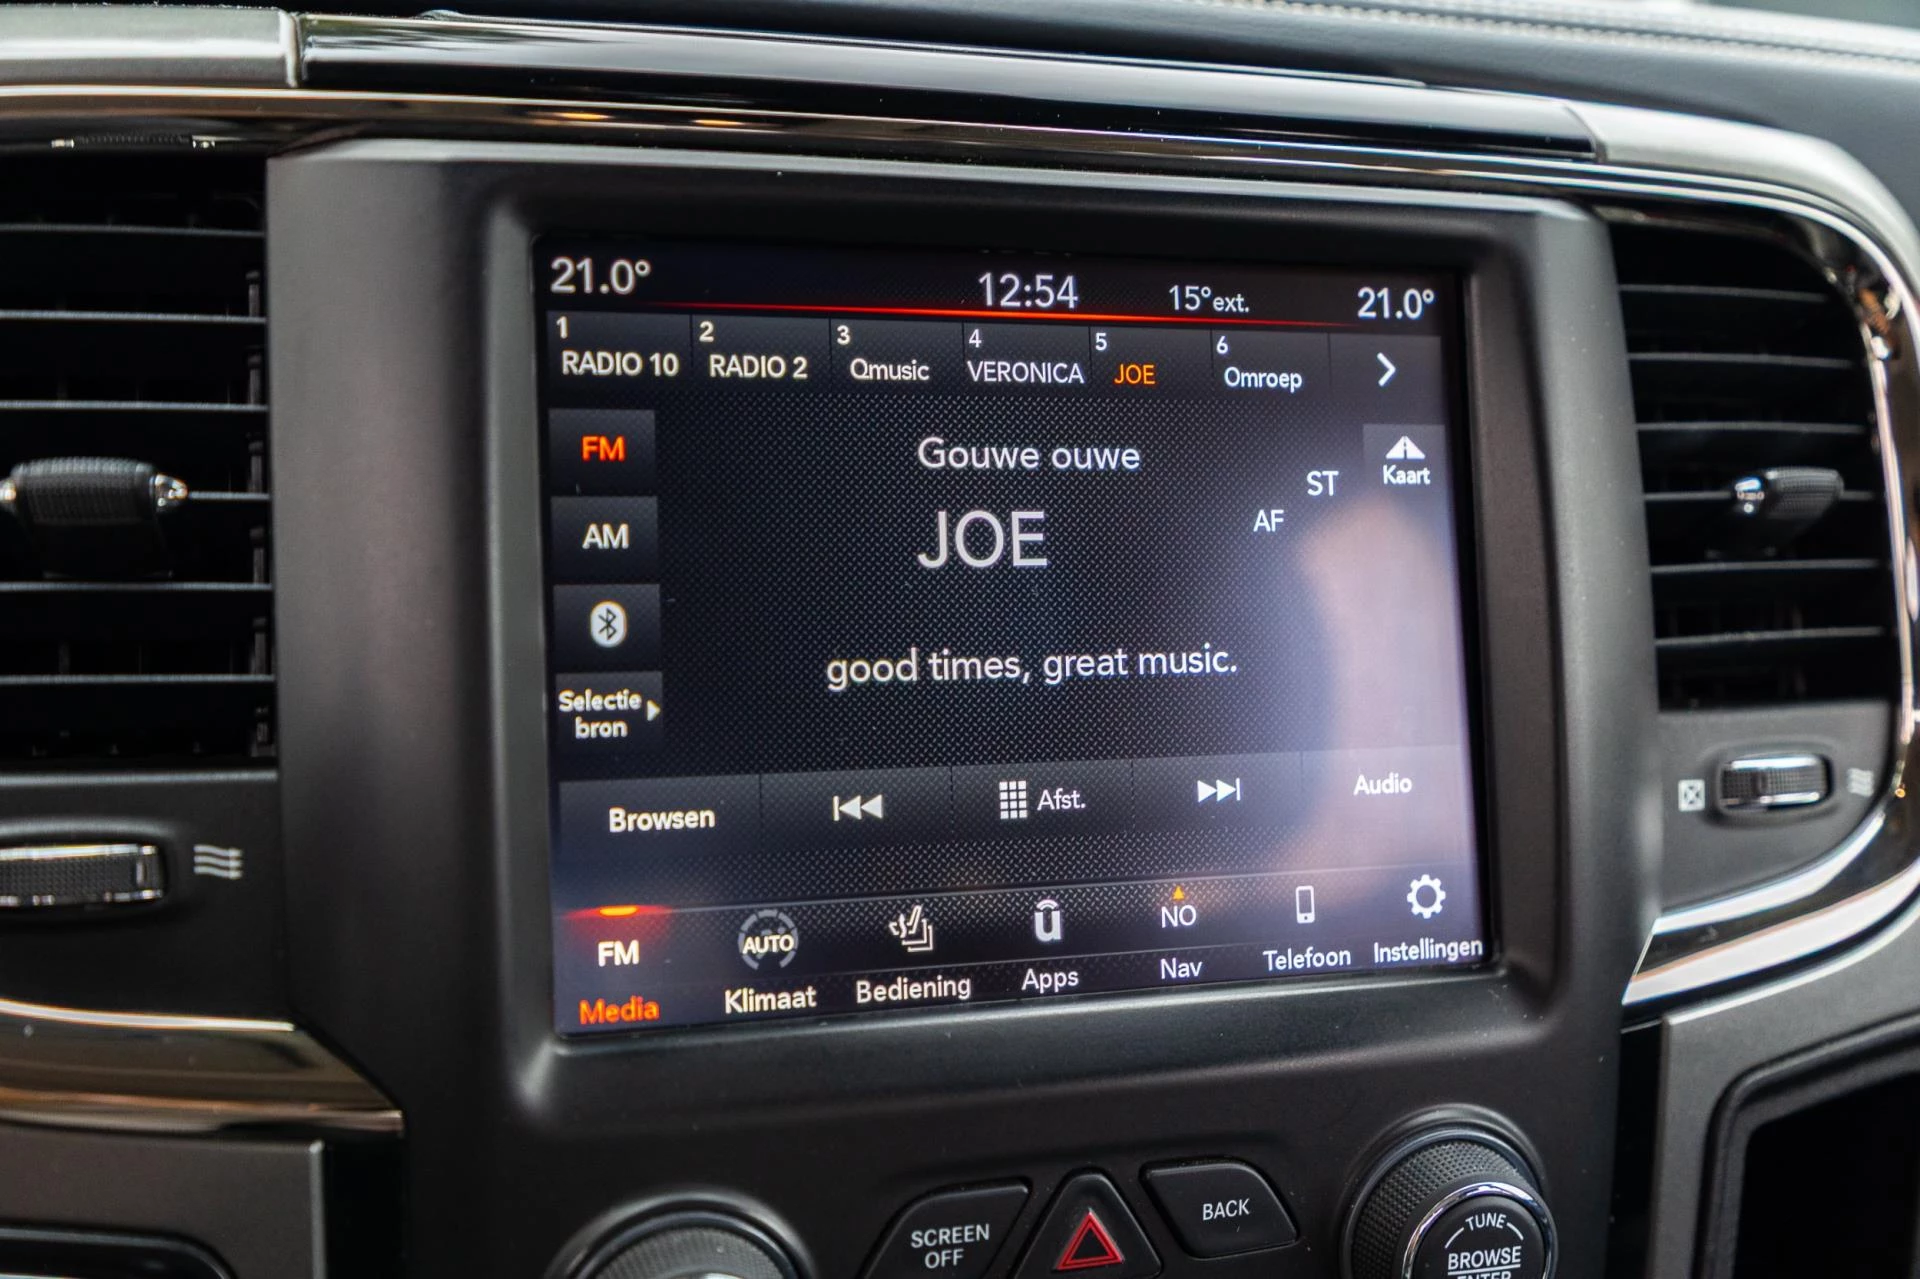 21.0° 12:54 15°ext. 21.0°
1 RADIO 10
2 RADIO 2
3 Qmusic
4 VERONICA
5 JOE
6 Omroep
FM
Gouwe ouwe
Kaart
ST
AM
JOE
AF
good times, great music.
Selectie
bron
Browsen
Afst.
Audio
FM
AUTO
NO
Media
Klimaat
Bediening
Apps
Nav
Telefoon
Instellingen
SCREEN
OFF
BACK
TUNE
BROWSE
ENTER